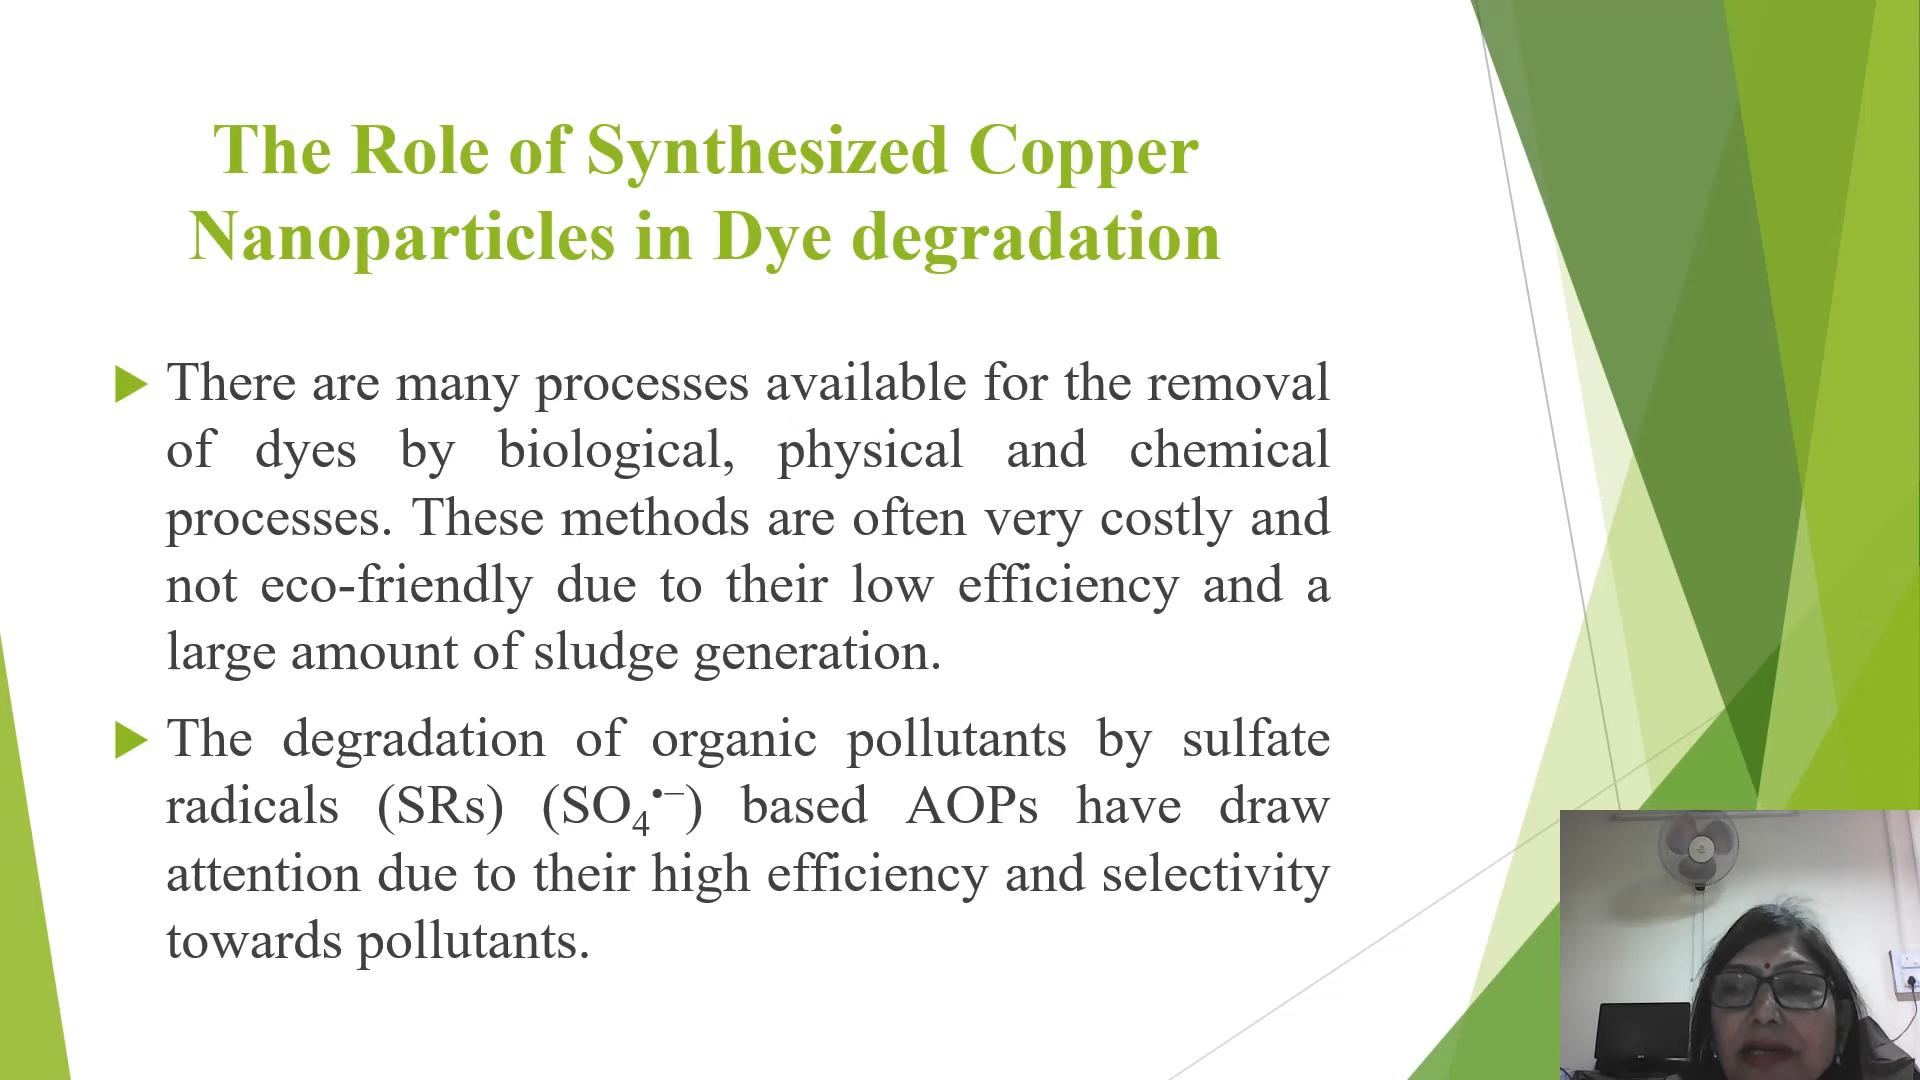 The Role of Synthesized Copper
Nanoparticles in Dye degradation
There are many processes available for the removal
of dyes by biological, physical and chemical
processes. These methods are often very costly and
not eco-friendly due to their low efficiency and a
large amount of sludge generation.
The degradation of organic pollutants by sulfate
radicals (SRs) (SO₄•⁻) based AOPs have draw
attention due to their high efficiency and selectivity
towards pollutants.